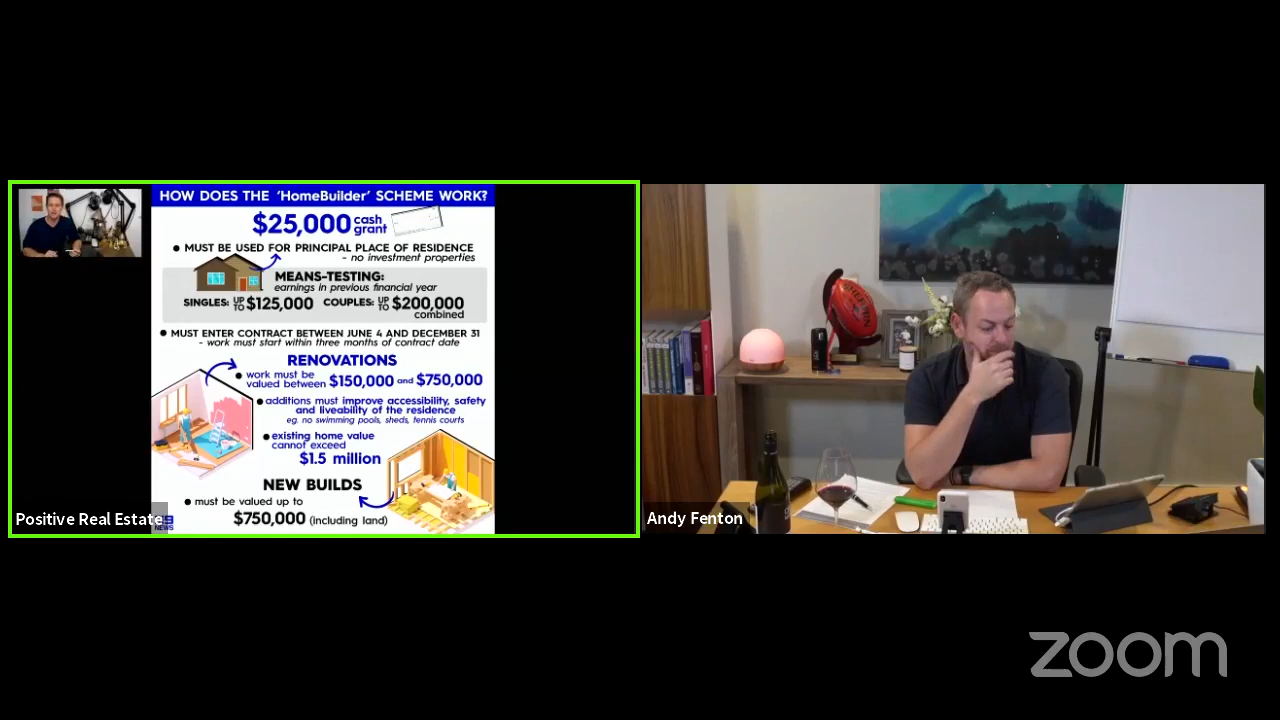 HOW DOES THE 'HomeBuilder' SCHEME WORK?
$25,000 cash grant
• MUST BE USED FOR PRINCIPAL PLACE OF RESIDENCE
- no investment properties
MEANS-TESTING:
earnings in previous financial year
SINGLES: UP TO $125,000 COUPLES: UP TO $200,000
combined
• MUST ENTER CONTRACT BETWEEN JUNE 4 AND DECEMBER 31
- work must start within three months of contract date
RENOVATIONS
• work must be
valued between $150,000 and $750,000
• additions must improve accessibility, safety
and liveability of the residence
eg. no swimming pools, sheds, tennis courts
• existing home value
cannot exceed
$1.5 million
NEW BUILDS
• must be valued up to
$750,000 (including land)
9
NEWS
Positive Real Estate
Andy Fenton
zoom